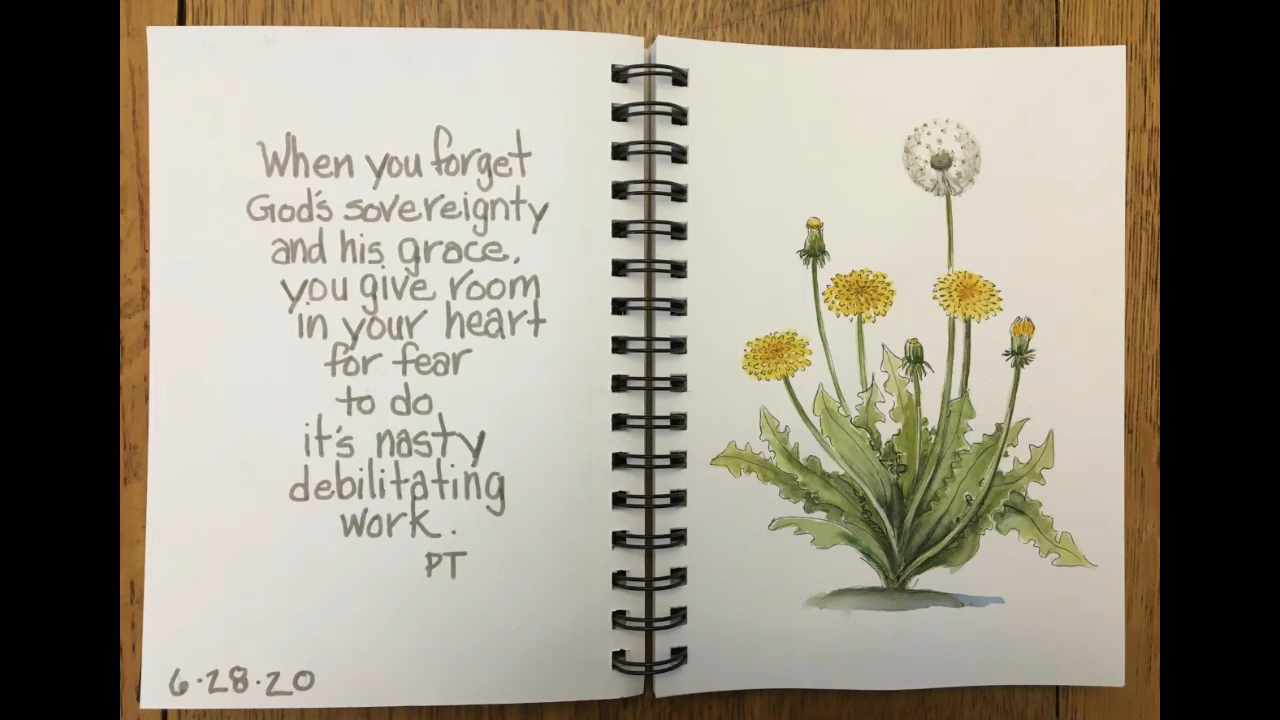 When you forget
God's sovereignty
and his grace,
you give room
in your heart
for fear
to do
it's nasty
debilitating
work.
PT
6.28.20